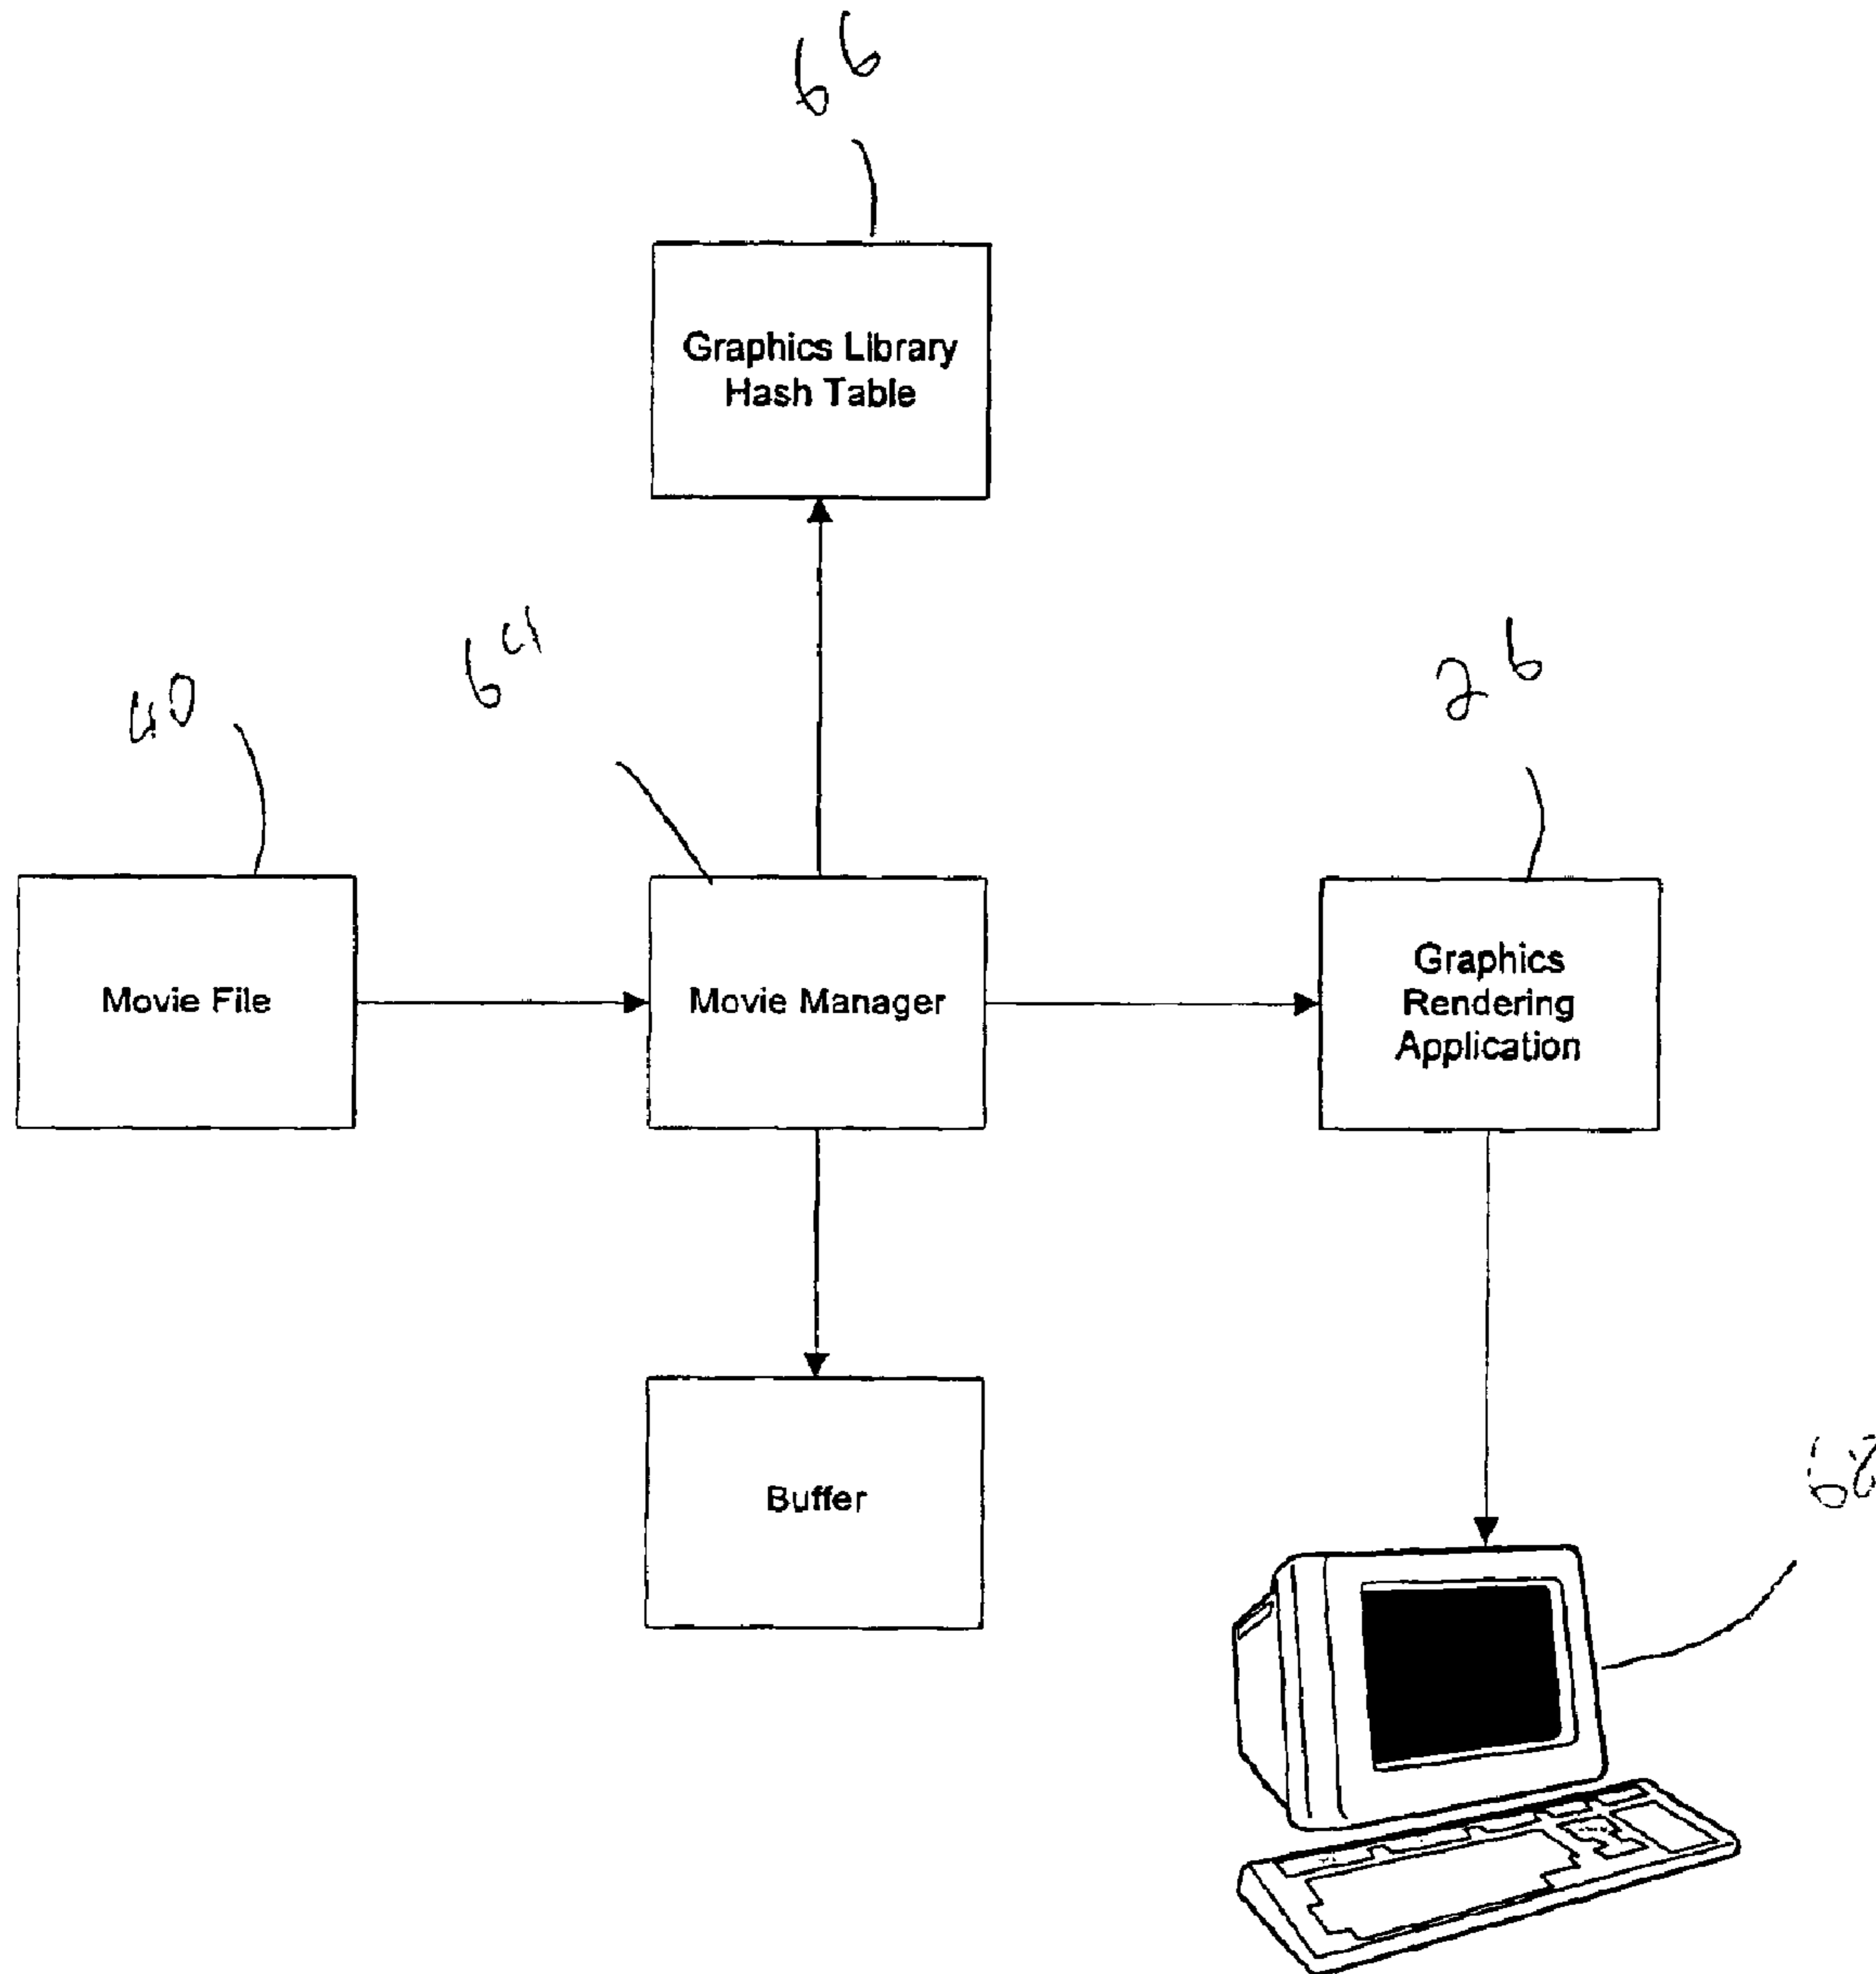 66
Graphics Library
Hash Table
40
64
26
Movie File
Movie Manager
Graphics
Rendering
Application
Buffer